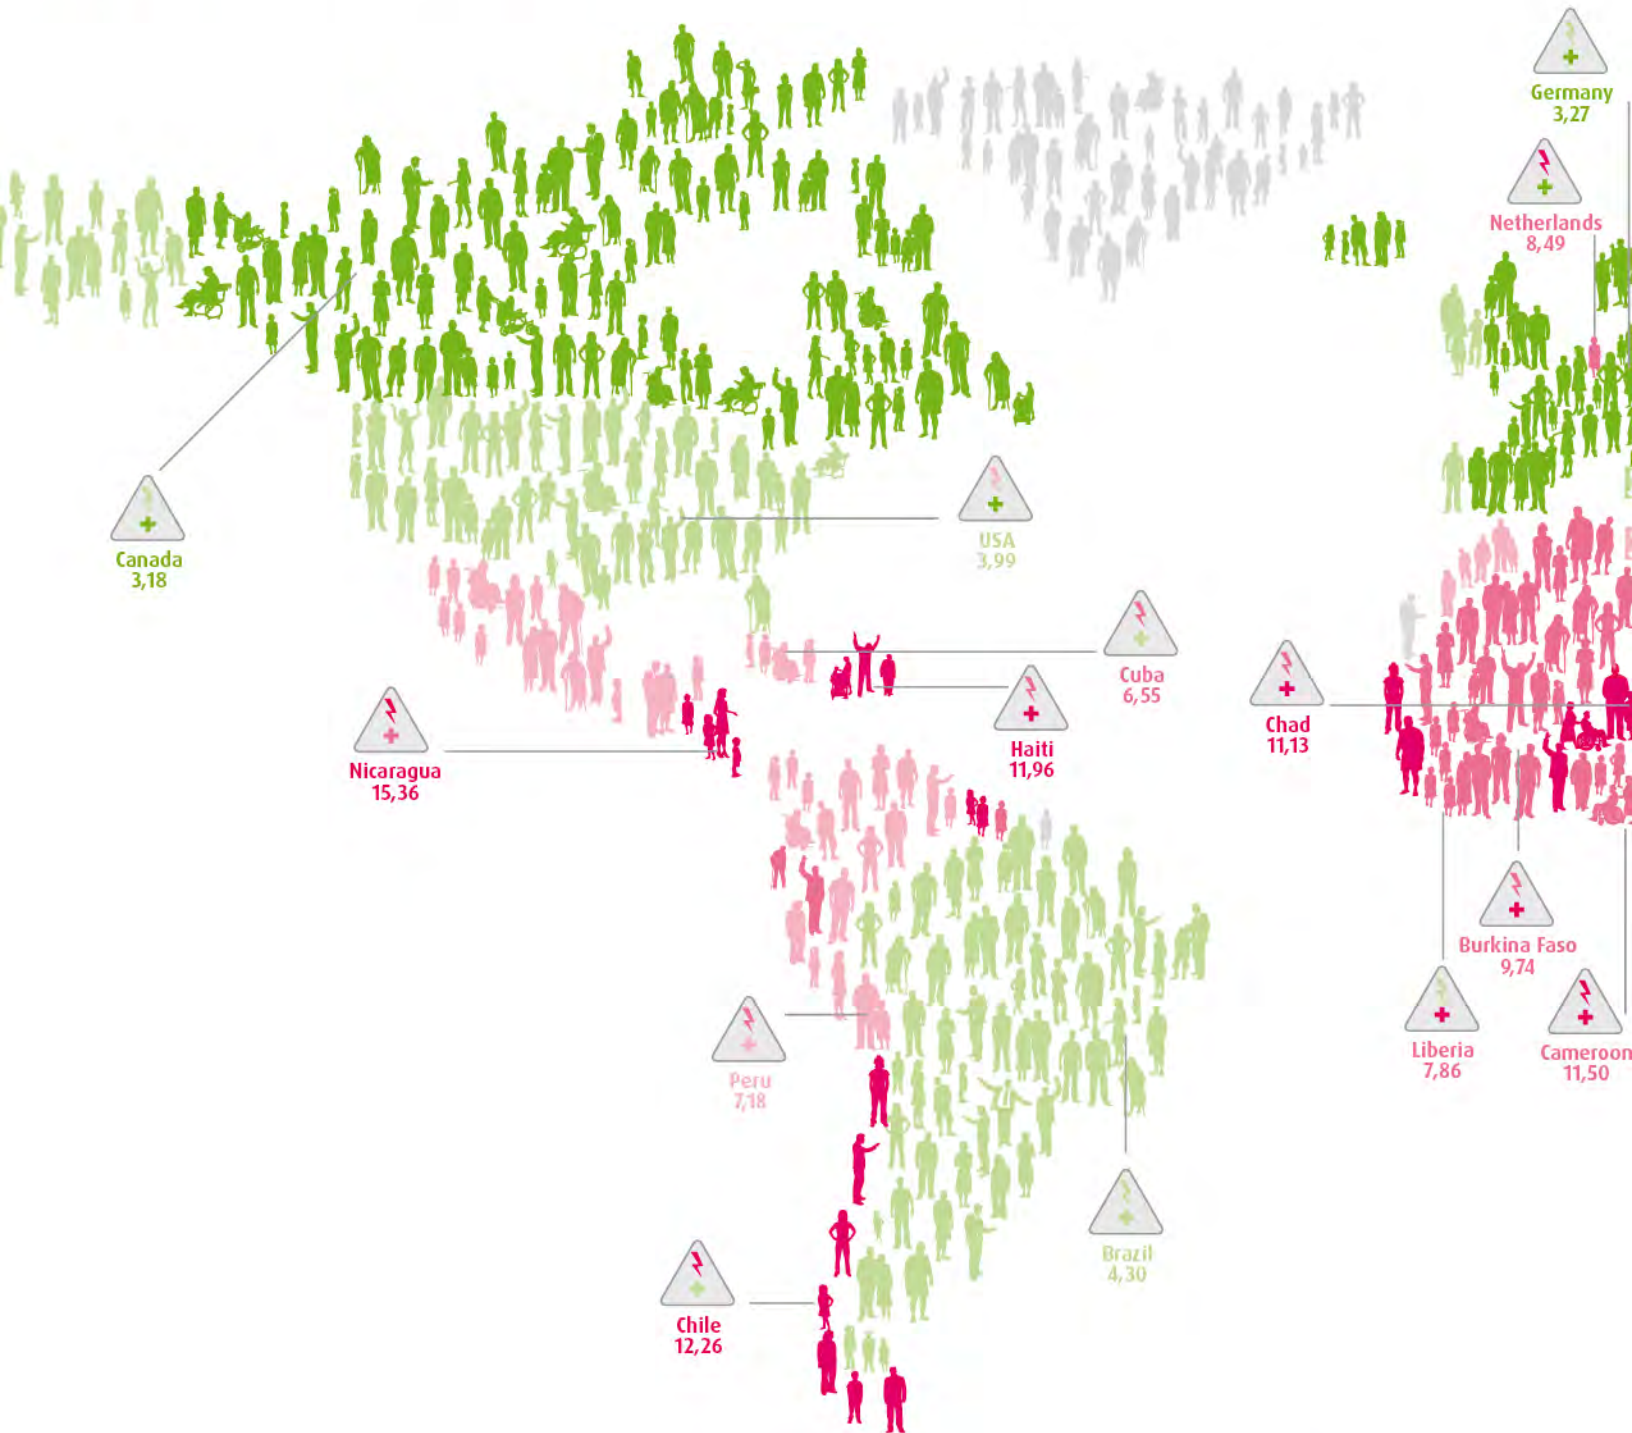 Germany
3,27
Netherlands
8,49
Canada
3,18
USA
3,99
Cuba
6,55
Haiti
11,96
Chad
11,13
Nicaragua
15,36
Burkina Faso
9,74
Liberia
7,86
Cameroon
11,50
Peru
7,18
Brazil
4,30
Chile
12,26